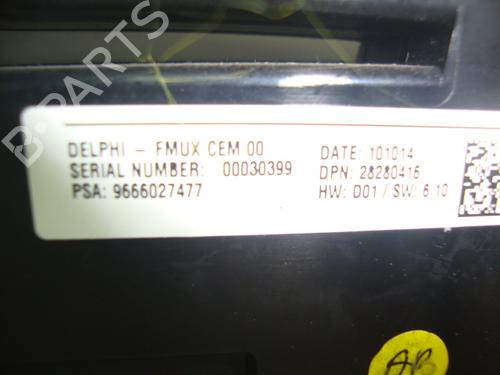 B-PARTS
DELPHI - FMUX CEM 00 DATE: 101014
SERIAL NUMBER: 00030399 DPN: 28280416
PSA: 9666027477 HW: D01 / SW: 6.10
AB